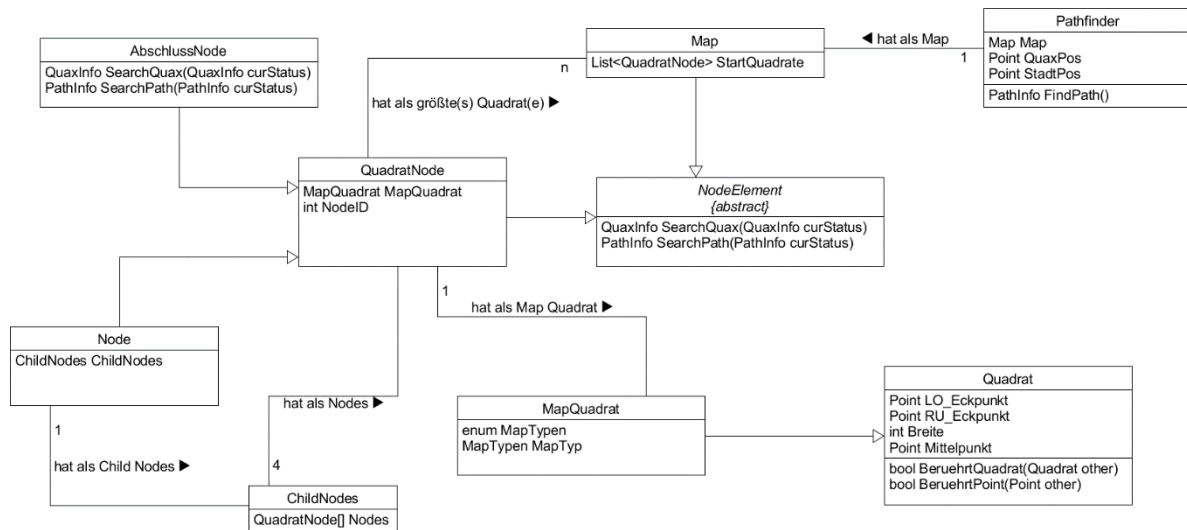 AbschlussNode
QuaxInfo SearchQuax(QuaxInfo curStatus)
PathInfo SearchPath(PathInfo curStatus)
Map
List<QuadratNode> StartQuadrate
◀ hat als Map
1
Pathfinder
Map Map
Point QuaxPos
Point StadtPos
PathInfo FindPath()
n
hat als größte(s) Quadrat(e) ▶
QuadratNode
MapQuadrat MapQuadrat
int NodeID
NodeElement
{abstract}
QuaxInfo SearchQuax(QuaxInfo curStatus)
PathInfo SearchPath(PathInfo curStatus)
1
hat als Map Quadrat ▶
Node
ChildNodes ChildNodes
1
hat als Child Nodes ▶
hat als Nodes ▶
4
ChildNodes
QuadratNode[] Nodes
MapQuadrat
enum MapTypen
MapTypen MapTyp
Quadrat
Point LO_Eckpunkt
Point RU_Eckpunkt
int Breite
Point Mittelpunkt
bool BeruehrtQuadrat(Quadrat other)
bool BeruehrtPoint(Point other)